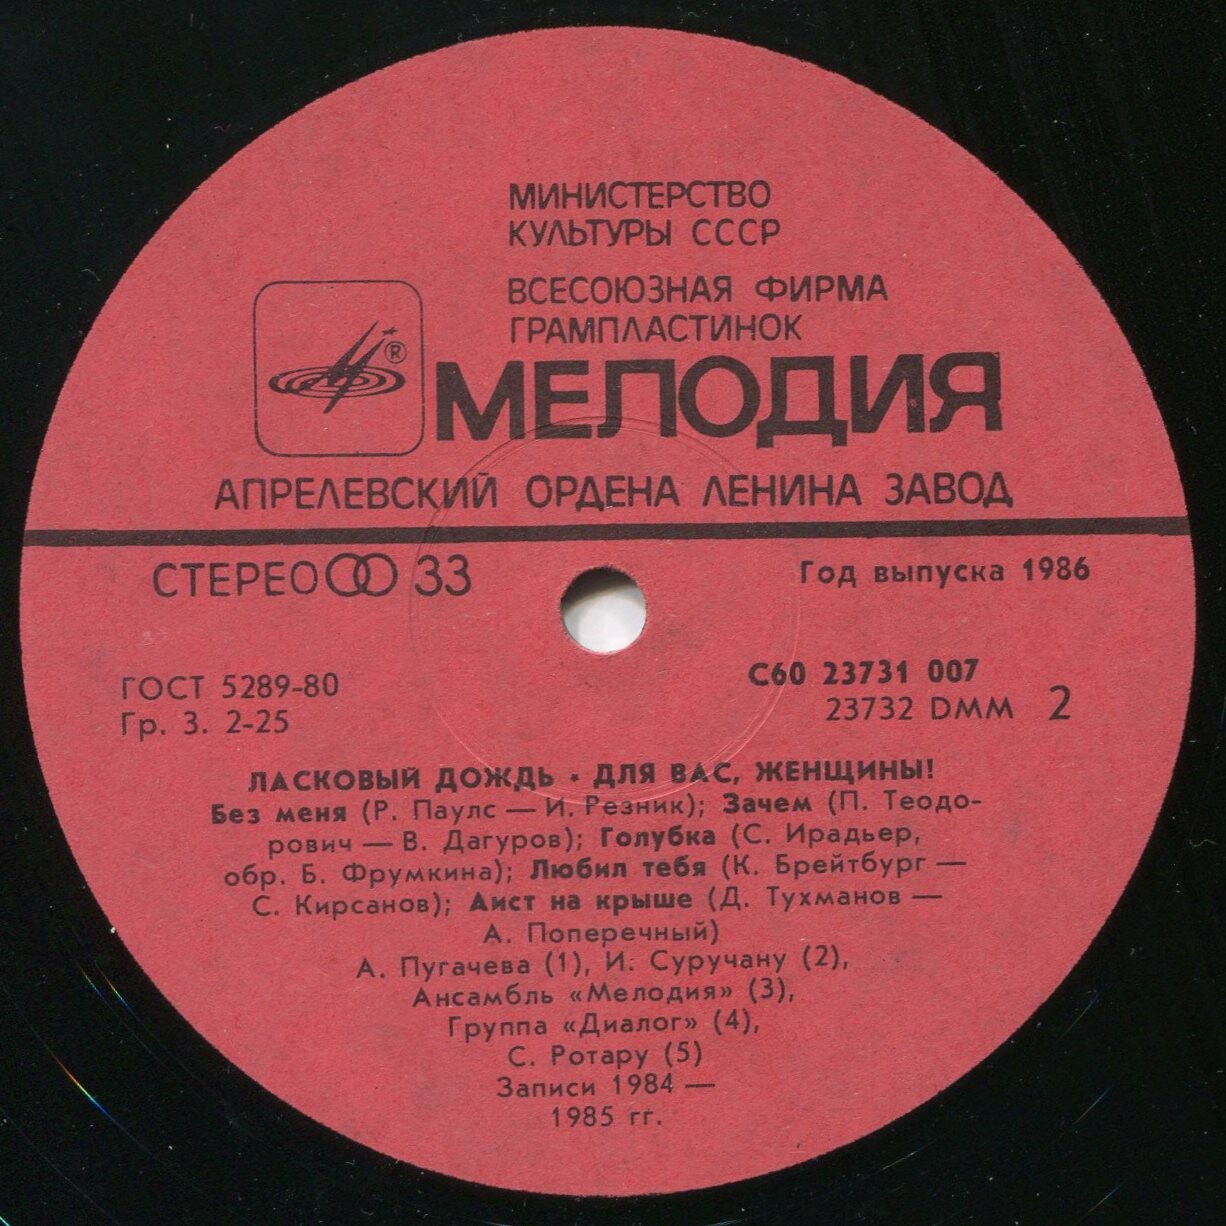 МИНИСТЕРСТВО
КУЛЬТУРЫ СССР
ВСЕСОЮЗНАЯ ФИРМА
ГРАМПЛАСТИНОК
®
МЕЛОДИЯ
АПРЕЛЕВСКИЙ ОРДЕНА ЛЕНИНА ЗАВОД
СТЕРЕО 33
Год выпуска 1986
ГОСТ 5289-80
Гр. 3. 2-25
С60 23731 007
23732 DMM 2
ЛАСКОВЫЙ ДОЖДЬ • ДЛЯ ВАС, ЖЕНЩИНЫ!
Без меня (Р. Паулс — И. Резник); Зачем (П. Теодо-
рович — В. Дагуров); Голубка (С. Ирадьер,
обр. Б. Фрумкина); Любил тебя (К. Брейтбург —
С. Кирсанов); Аист на крыше (Д. Тухманов —
А. Поперечный)
А. Пугачева (1), И. Суручану (2),
Ансамбль «Мелодия» (3),
Группа «Диалог» (4),
С. Ротару (5)
Записи 1984 —
1985 гг.